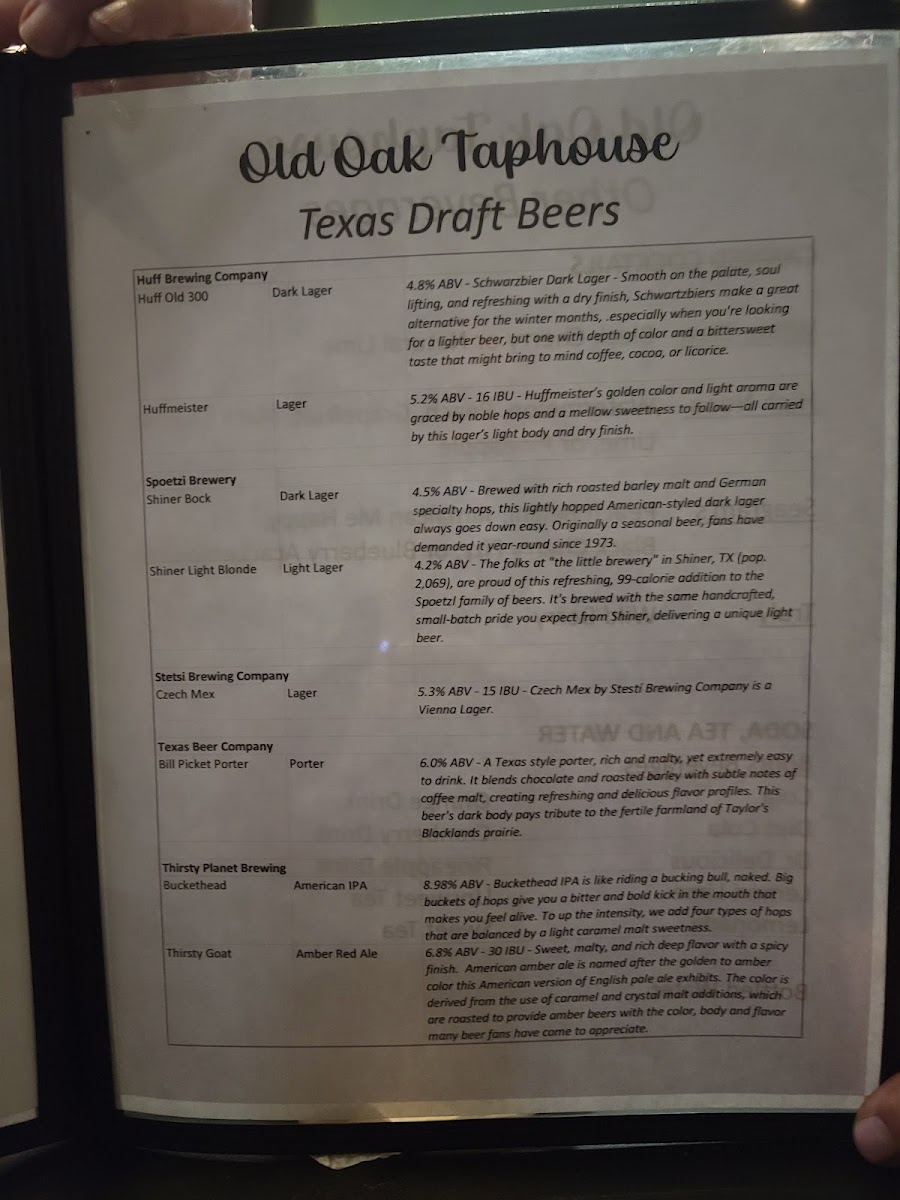 Old Oak Taphouse
Texas Draft Beers
Huff Brewing Company
Huff Old 300 Dark Lager 4.8% ABV - Schwarzbier Dark Lager - Smooth on the palate, soul
lifting, and refreshing with a dry finish, Schwartzbiers make a great
alternative for the winter months, .especially when you're looking
for a lighter beer, but one with depth of color and a bittersweet
taste that might bring to mind coffee, cocoa, or licorice.
Huffmeister Lager 5.2% ABV - 16 IBU - Huffmeister's golden color and light aroma are
graced by noble hops and a mellow sweetness to follow—all carried
by this lager's light body and dry finish.
Spoetzi Brewery
Shiner Bock Dark Lager 4.5% ABV - Brewed with rich roasted barley malt and German
specialty hops, this lightly hopped American-styled dark lager
always goes down easy. Originally a seasonal beer, fans have
demanded it year-round since 1973.
Shiner Light Blonde Light Lager 4.2% ABV - The folks at "the little brewery" in Shiner, TX (pop.
2,069), are proud of this refreshing, 99-calorie addition to the
Spoetzl family of beers. It's brewed with the same handcrafted,
small-batch pride you expect from Shiner, delivering a unique light
beer.
Stetsi Brewing Company
Czech Mex Lager 5.3% ABV - 15 IBU - Czech Mex by Stesti Brewing Company is a
Vienna Lager.
Texas Beer Company
Bill Picket Porter Porter 6.0% ABV - A Texas style porter, rich and malty, yet extremely easy
to drink. It blends chocolate and roasted barley with subtle notes of
coffee malt, creating refreshing and delicious flavor profiles. This
beer's dark body pays tribute to the fertile farmland of Taylor's
Blacklands prairie.
Thirsty Planet Brewing
Buckethead American IPA 8.98% ABV - Buckethead IPA is like riding a bucking bull, naked. Big
buckets of hops give you a bitter and bold kick in the mouth that
makes you feel alive. To up the intensity, we add four types of hops
that are balanced by a light caramel malt sweetness.
Thirsty Goat Amber Red Ale 6.8% ABV - 30 IBU - Sweet, malty, and rich deep flavor with a spicy
finish. American amber ale is named after the golden to amber
color this American version of English pale ale exhibits. The color is
derived from the use of caramel and crystal malt additions, which
are roasted to provide amber beers with the color, body and flavor
many beer fans have come to appreciate.